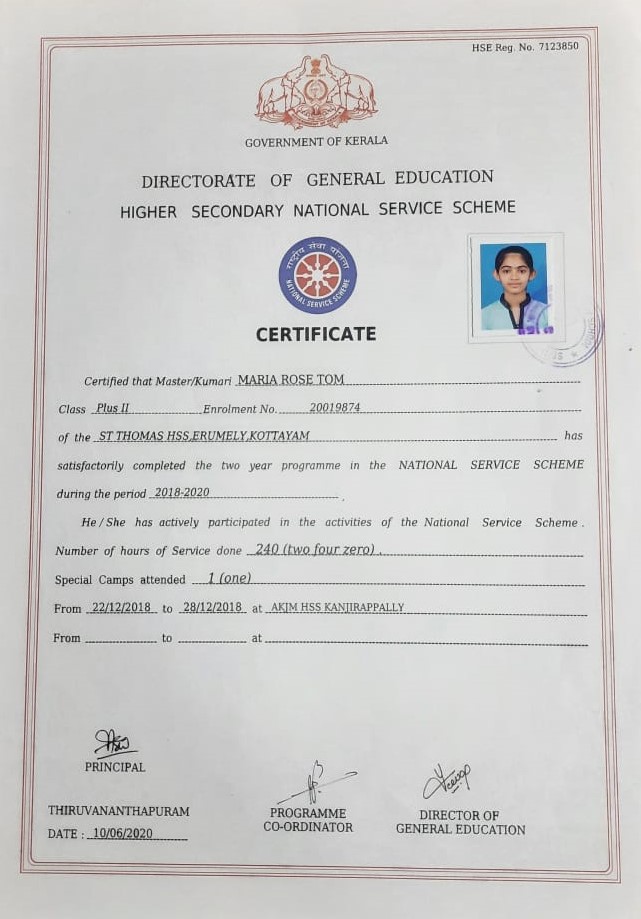 HSE Reg. No. 7123850
GOVERNMENT OF KERALA
DIRECTORATE OF GENERAL EDUCATION
HIGHER SECONDARY NATIONAL SERVICE SCHEME
राष्ट्रीय सेवा योजना
NATIONAL SERVICE SCHEME
CERTIFICATE
Certified that Master/Kumari MARIA ROSE TOM
Class Plus II Enrolment No. 20019874
of the ST THOMAS HSS,ERUMELY,KOTTAYAM has
satisfactorily completed the two year programme in the NATIONAL SERVICE SCHEME
during the period 2018-2020 .
He / She has actively participated in the activities of the National Service Scheme .
Number of hours of Service done 240 (two four zero) .
Special Camps attended 1 (one)
From 22/12/2018 to 28/12/2018 at AKJM HSS KANJIRAPPALLY
From to at
PRINCIPAL
THIRUVANANTHAPURAM
DATE : 10/06/2020
PROGRAMME
CO-ORDINATOR
DIRECTOR OF
GENERAL EDUCATION